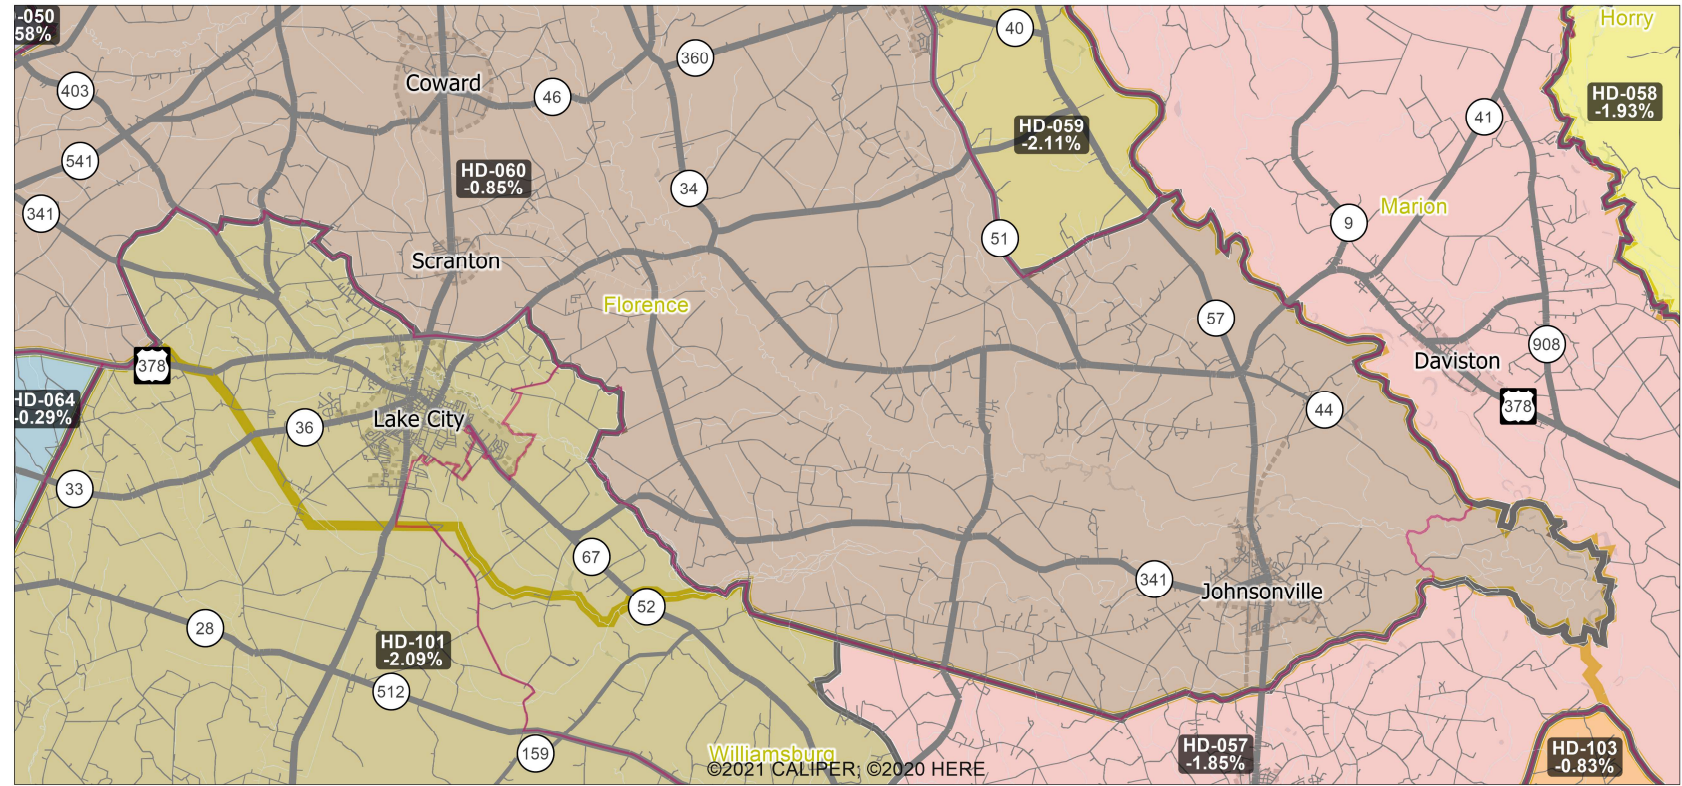 -050
58%
Horry
40
360
Coward
403
46
HD-058
-1.93%
41
HD-059
-2.11%
541
HD-060
-0.85%
34
341
Marion
9
51
Scranton
Florence
57
908
378
Daviston
HD-064
-0.29%
378
44
36
Lake City
33
67
341
Johnsonville
52
28
HD-101
-2.09%
512
159
Williamsburg
HD-057
-1.85%
HD-103
-0.83%
©2021 CALIPER; ©2020 HERE